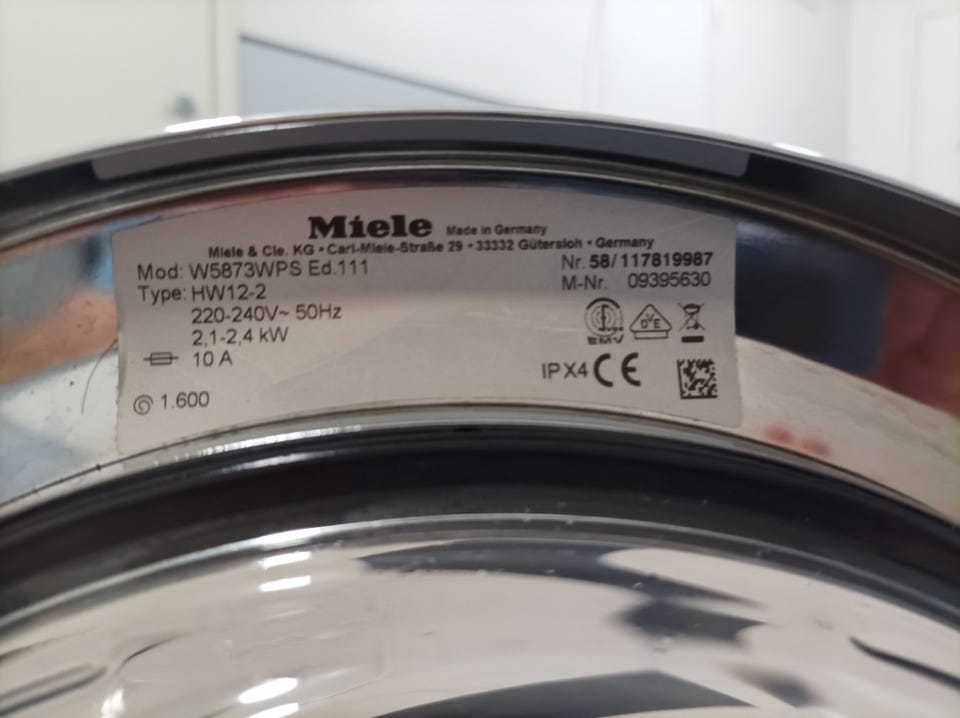 Miele Made in Germany
Miele & Cie. KG • Carl-Miele-Straße 29 • 33332 Gütersloh • Germany
Mod: W5873WPS Ed.111
Type: HW12-2
220-240V~ 50Hz
2,1-2,4 kW
10 A
1.600
Nr. 58/117819987
M-Nr. 09395630
EMV
DVE
IPX4 CE